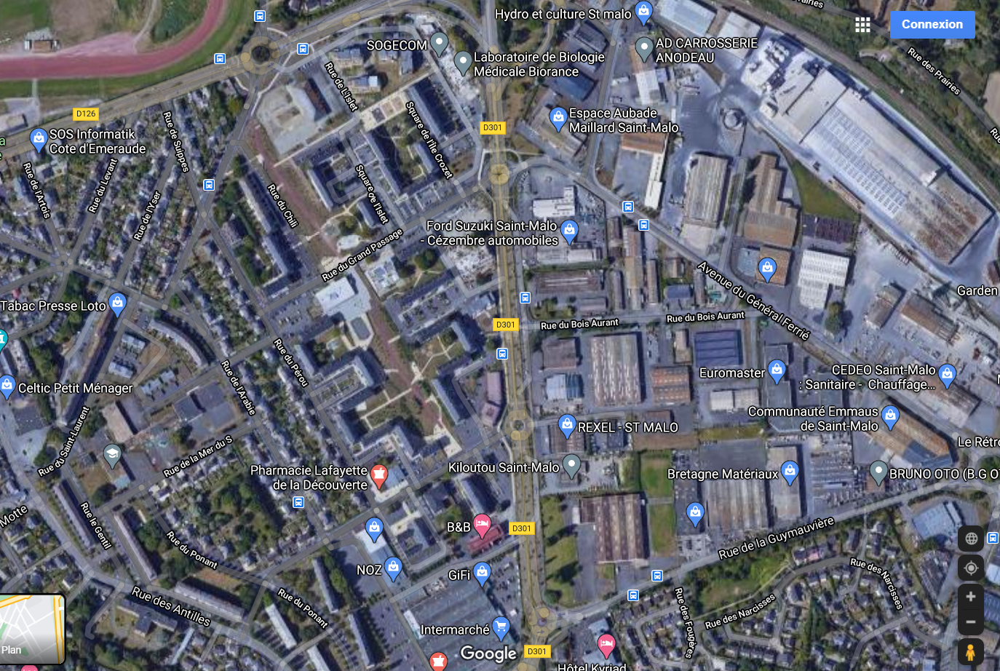 Hydro et culture St malo
Prairies
Connexion
SOGECOM
AD CARROSSERIE
ANODEAU
Laboratoire de Biologie
Médicale Biorance
Rue des Prairies
Rue de L'Islet
D126
Espace Aubade
Maillard Saint-Malo
D301
Square de l'Île Crozet
SOS Informatik
Cote d'Emeraude
Rue de Suippes
Rue de l'Artois
Rue du Levant
Rue de l'Yser
Rue du Chili
Square de l'Islet
Ford Suzuki Saint-Malo
- Cézembre automobiles
Rue du Grand Passage
Avenue du Général Ferrié
Garden
Tabac Presse Loto
D301
Rue du Bois Aurant
Rue du Bois Aurant
Rue du Pérou
Rue de l'Arabie
Celtic Petit Ménager
Euromaster
CEDEO Saint-Malo
: Sanitaire - Chauffage...
Communauté Emmaus
de Saint-Malo
REXEL - ST MALO
Rue du Saint-Laurent
Rue de la Mer du S
Le Rétro
Pharmacie Lafayette
de la Découverte
Kiloutou Saint-Malo
Bretagne Matériaux
BRUNO OTO (B.G OT
Motte
Rue le Gentil
B&B
D301
Rue de la Guymauvière
Rue du Ponant
NOZ
GiFi
Rue des Narcisses
Rue des Antilles
Rue du Ponant
Rue des Fougères
Rue des Narcisses
Intermarché
Plan
Google
D301
Hôtel Kyriad